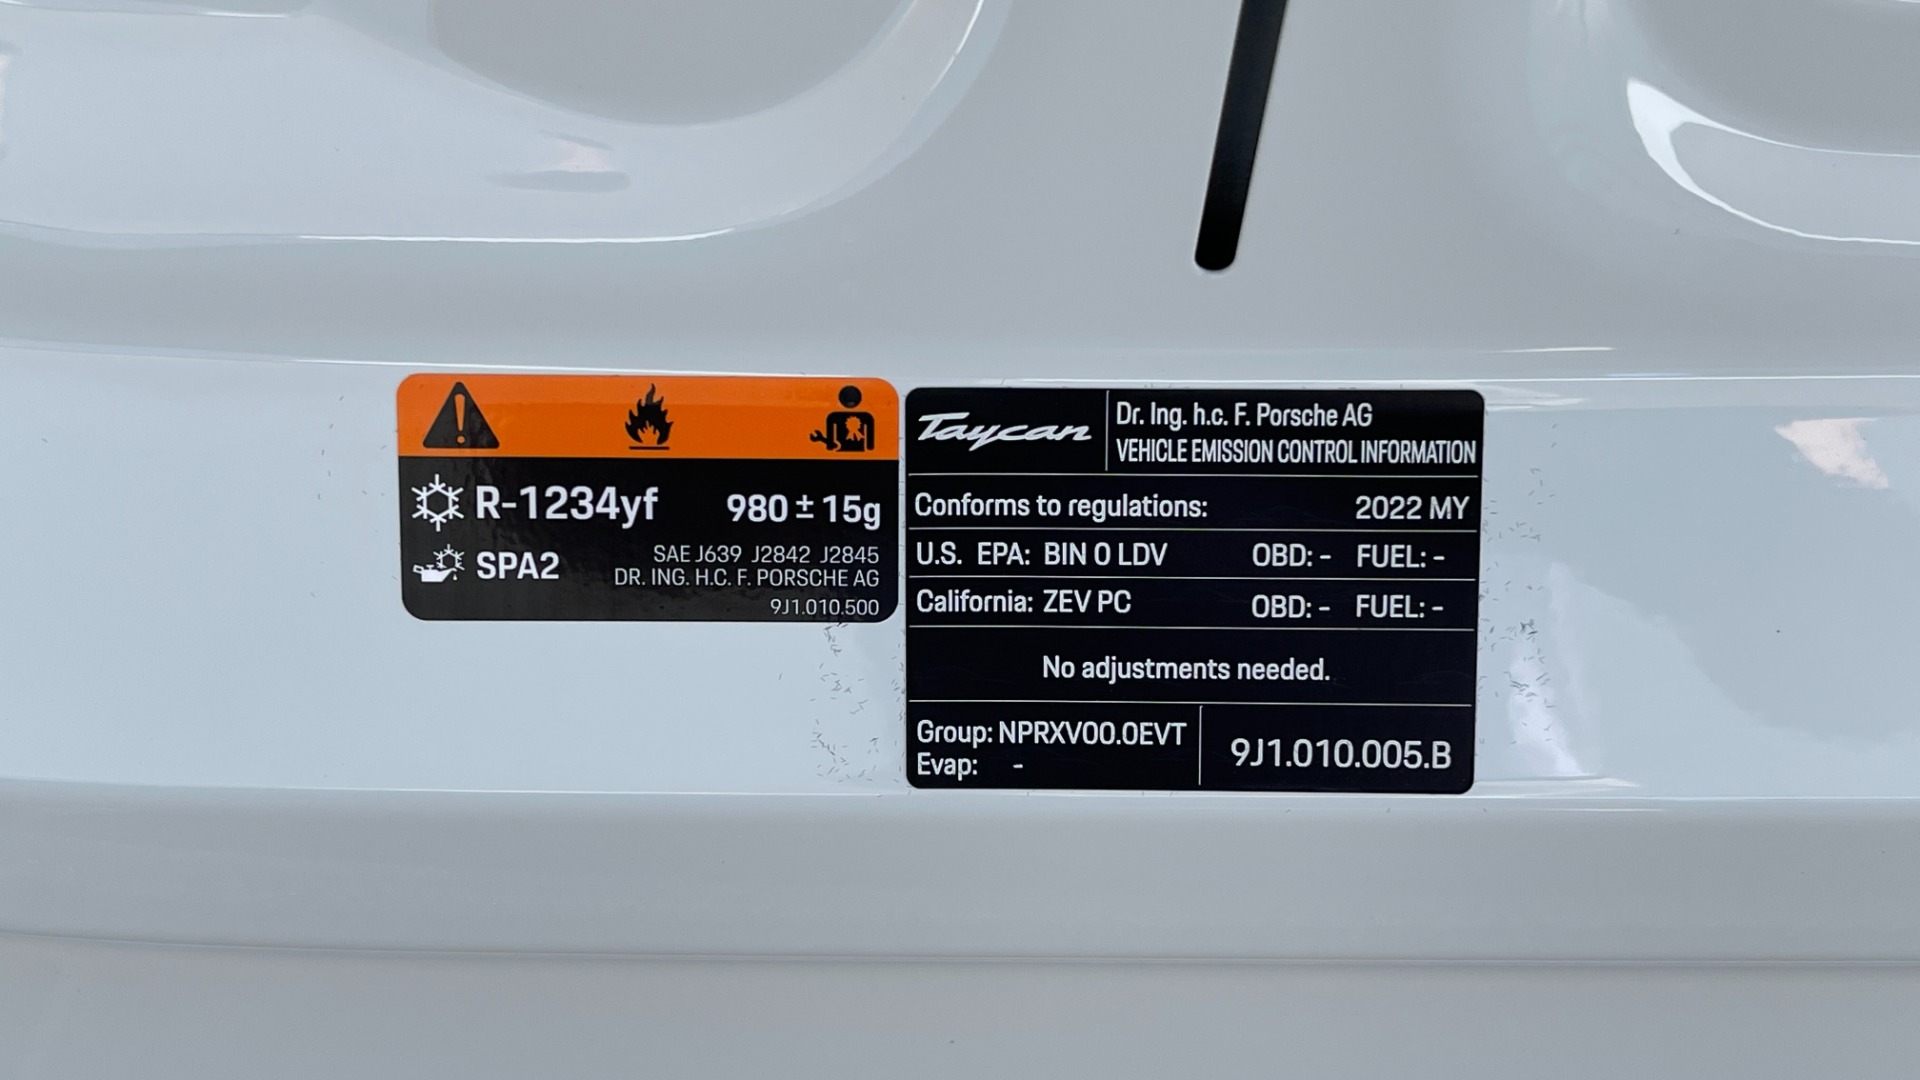 R-1234yf 980 ± 15g
SPA2
SAE J639 J2842 J2845
DR. ING. H.C. F. PORSCHE AG
9J1.010.500
Taycan
Dr. Ing. h.c. F. Porsche AG
VEHICLE EMISSION CONTROL INFORMATION
Conforms to regulations: 2022 MY
U.S. EPA: BIN 0 LDV OBD: - FUEL: -
California: ZEV PC OBD: - FUEL: -
No adjustments needed.
Group: NPRXV00.0EVT
Evap: -
9J1.010.005.B